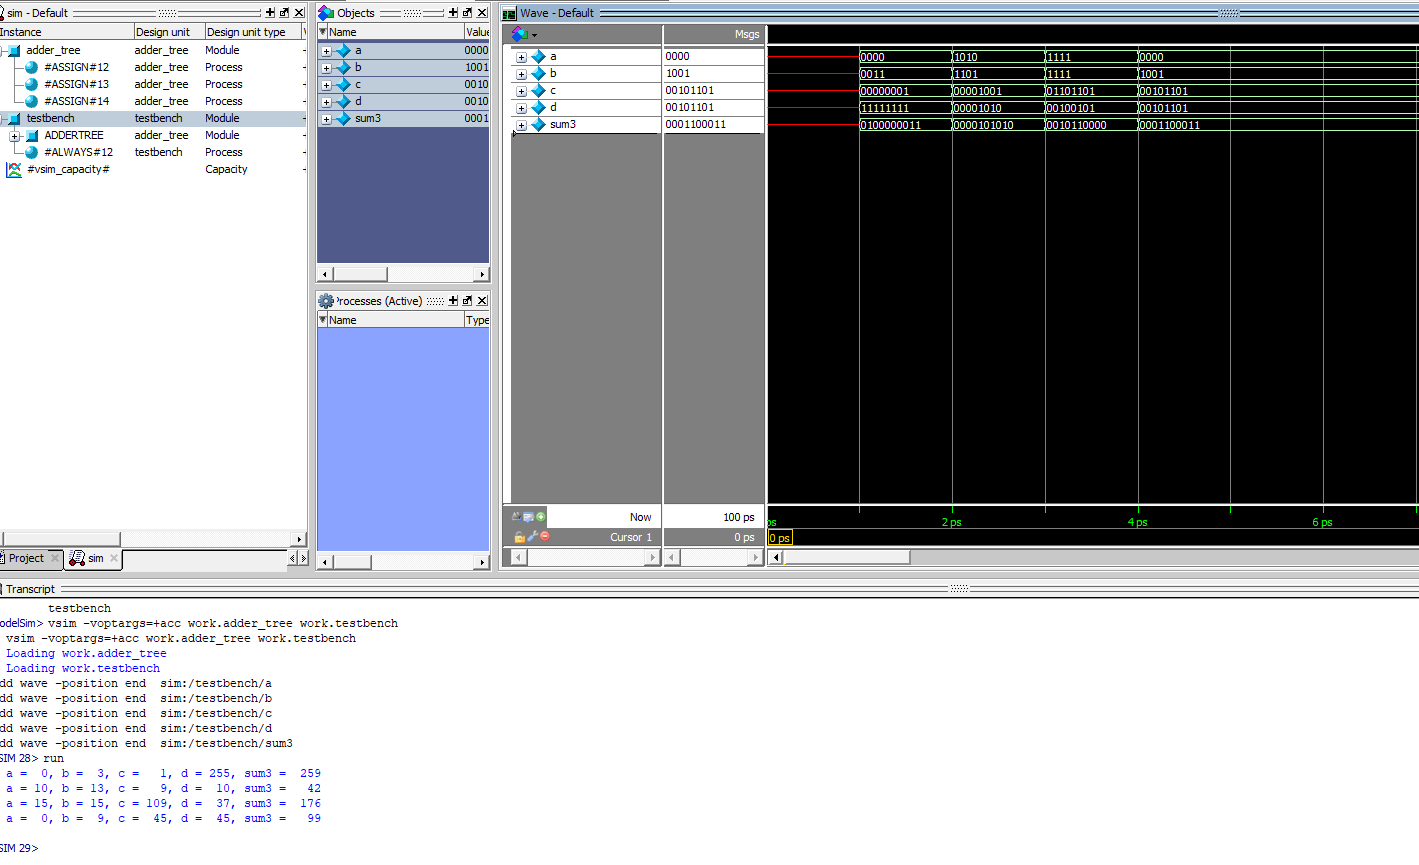 sim - Default
Instance Design unit Design unit type
adder_tree adder_tree Module
#ASSIGN#12 adder_tree Process
#ASSIGN#13 adder_tree Process
#ASSIGN#14 adder_tree Process
testbench testbench Module
ADDERTREE adder_tree Module
#ALWAYS#12 testbench Process
#vsim_capacity# Capacity
Project sim
Objects
Name Value
a 0000
b 1001
c 0010
d 0010
sum3 0001
Processes (Active)
Name Type
Wave - Default
Msgs
a 0000 0000 1010 1111 0000
b 1001 0011 1101 1111 1001
c 00101101 00000001 00001001 01101101 00101101
d 00101101 11111111 00001010 00100101 00101101
sum3 0001100011 0100000011 0000101010 0010110000 0001100011
Now 100 ps ps 2 ps 4 ps 6 ps
Cursor 1 0 ps 0 ps
Transcript
testbench
odelSim> vsim -voptargs=+acc work.adder_tree work.testbench
vsim -voptargs=+acc work.adder_tree work.testbench
Loading work.adder_tree
Loading work.testbench
dd wave -position end sim:/testbench/a
dd wave -position end sim:/testbench/b
dd wave -position end sim:/testbench/c
dd wave -position end sim:/testbench/d
dd wave -position end sim:/testbench/sum3
SIM 28> run
a = 0, b = 3, c = 1, d = 255, sum3 = 259
a = 10, b = 13, c = 9, d = 10, sum3 = 42
a = 15, b = 15, c = 109, d = 37, sum3 = 176
a = 0, b = 9, c = 45, d = 45, sum3 = 99
SIM 29>